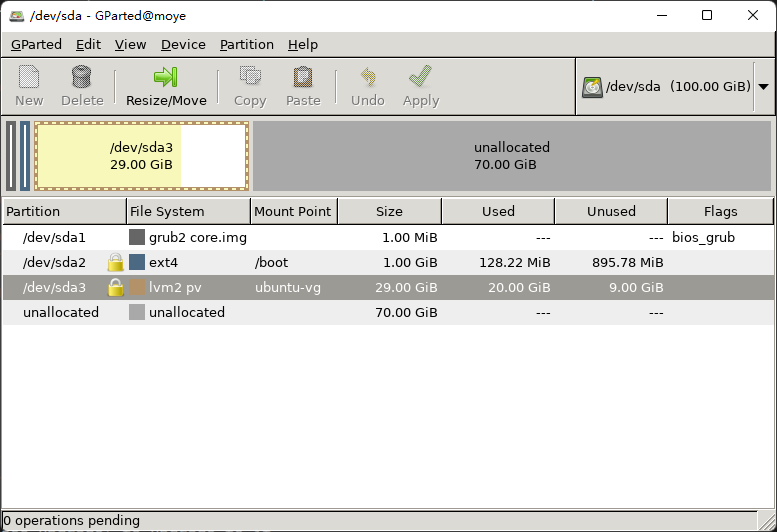 /dev/sda - GParted@moye
GParted Edit View Device Partition Help
New Delete Resize/Move Copy Paste Undo Apply /dev/sda (100.00 GiB)
/dev/sda3
29.00 GiB
unallocated
70.00 GiB
Partition File System Mount Point Size Used Unused Flags
/dev/sda1 grub2 core.img 1.00 MiB --- --- bios_grub
/dev/sda2 ext4 /boot 1.00 GiB 128.22 MiB 895.78 MiB
/dev/sda3 lvm2 pv ubuntu-vg 29.00 GiB 20.00 GiB 9.00 GiB
unallocated unallocated 70.00 GiB --- ---
0 operations pending